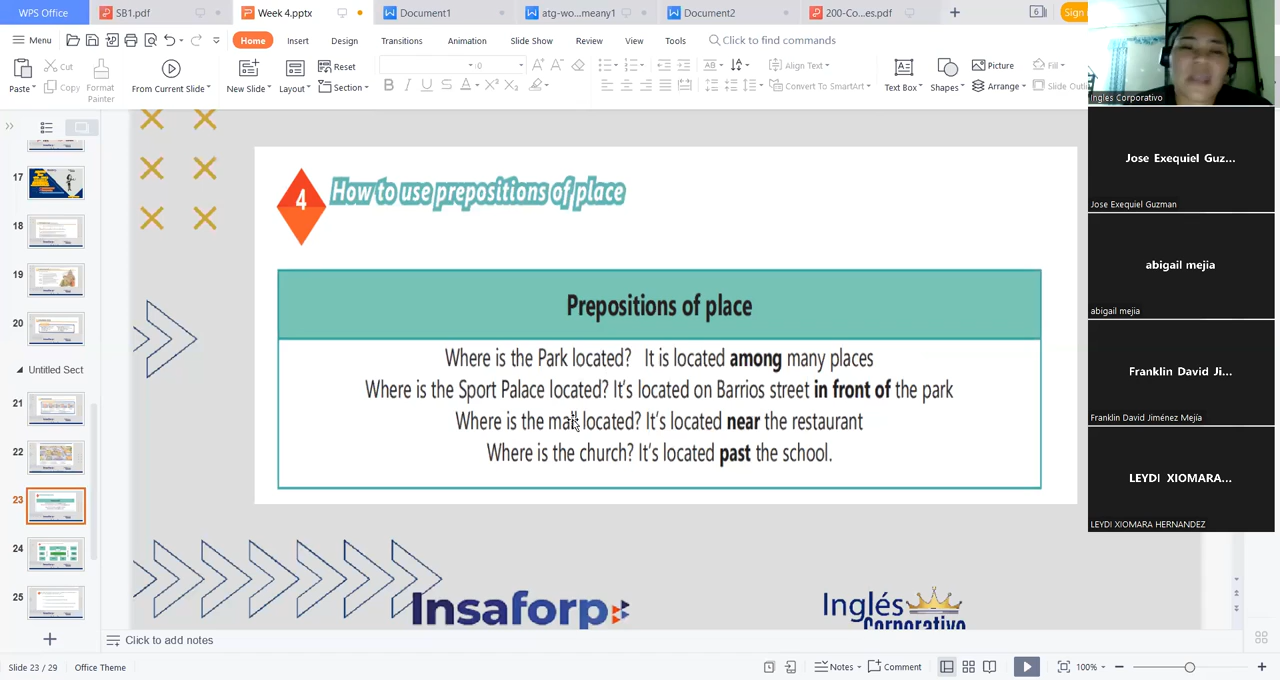 WPS Office
SB1.pdf
Week 4.pptx
Document1
atg-wo...meany1
Document2
200-Co...es.pdf
6
Sign
Menu
Home
Insert
Design
Transitions
Animation
Slide Show
Review
View
Tools
Click to find commands
Paste
Cut
Copy
Format
Painter
From Current Slide
New Slide
Layout
Reset
Section
0
Align Text
Convert To SmartArt
Text Box
Shapes
Picture
Arrange
Fill
Slide Outl
Ingles Corporativo
Jose Exequiel Guz...
Jose Exequiel Guzman
abigail mejia
abigail mejia
Franklin David Ji...
Franklin David Jiménez Mejía
LEYDI XIOMARA...
LEYDI XIOMARA HERNANDEZ
17
18
19
20
Untitled Sect
21
22
23
24
25
4
How to use prepositions of place
Prepositions of place
Where is the Park located? It is located among many places
Where is the Sport Palace located? It's located on Barrios street in front of the park
Where is the mall located? It's located near the restaurant
Where is the church? It's located past the school.
Insaforp
Inglés
Corporativo
Click to add notes
Slide 23 / 29
Office Theme
Notes
Comment
100%